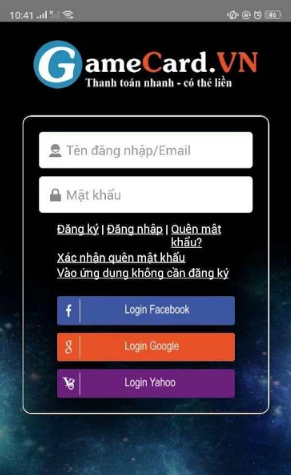 10:41
46
GameCard.VN
Thanh toán nhanh - có thẻ liền
Tên đăng nhập/Email
Mật khẩu
Đăng ký | Đăng nhập | Quên mật
khẩu?
Xác nhận quên mật khẩu
Vào ứng dụng không cần đăng ký
f Login Facebook
g Login Google
Y Login Yahoo